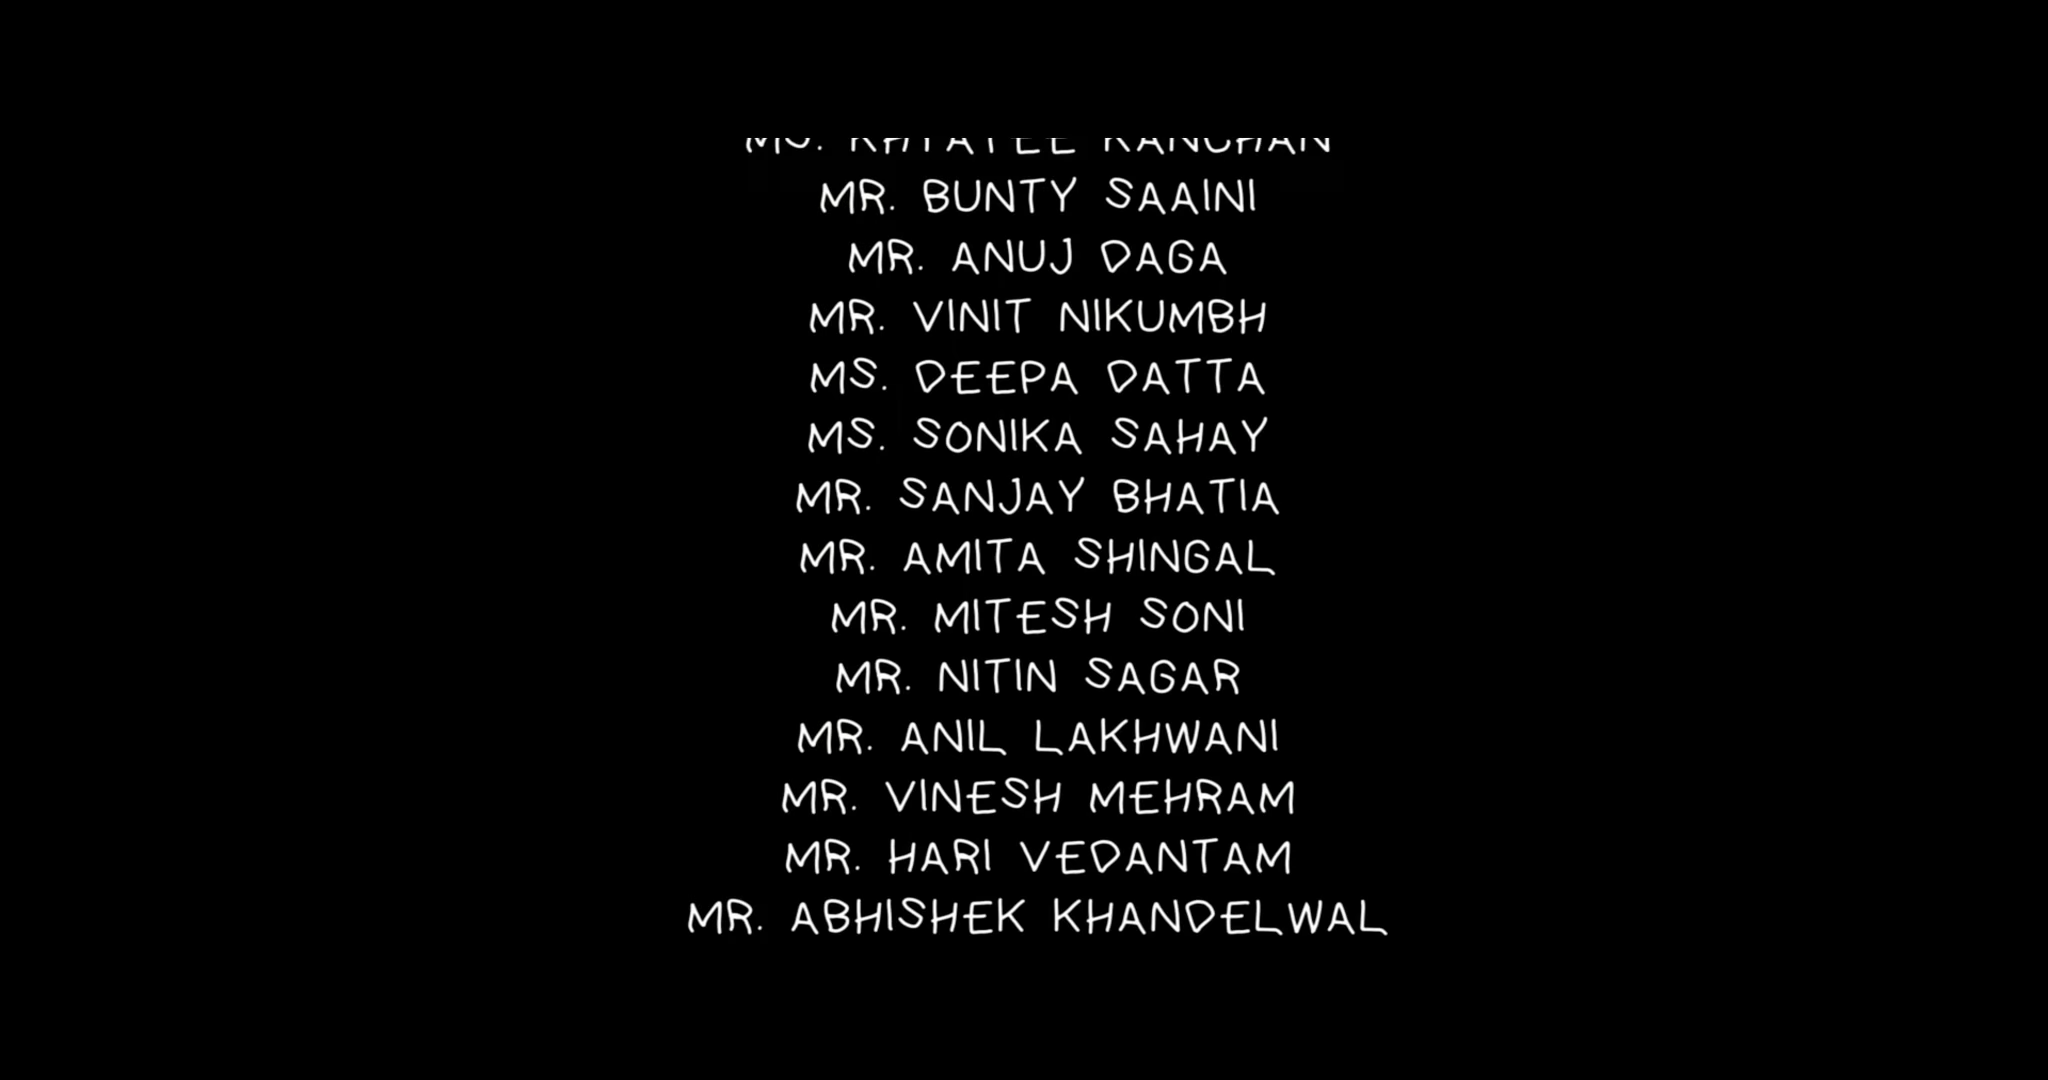 MR. BUNTY SAAINI
MR. ANUJ DAGA
MR. VINIT NIKUMBH
MS. DEEPA DATTA
MS. SONIKA SAHAY
MR. SANJAY BHATIA
MR. AMITA SHINGAL
MR. MITESH SONI
MR. NITIN SAGAR
MR. ANIL LAKHWANI
MR. VINESH MEHRAM
MR. HARI VEDANTAM
MR. ABHISHEK KHANDELWAL